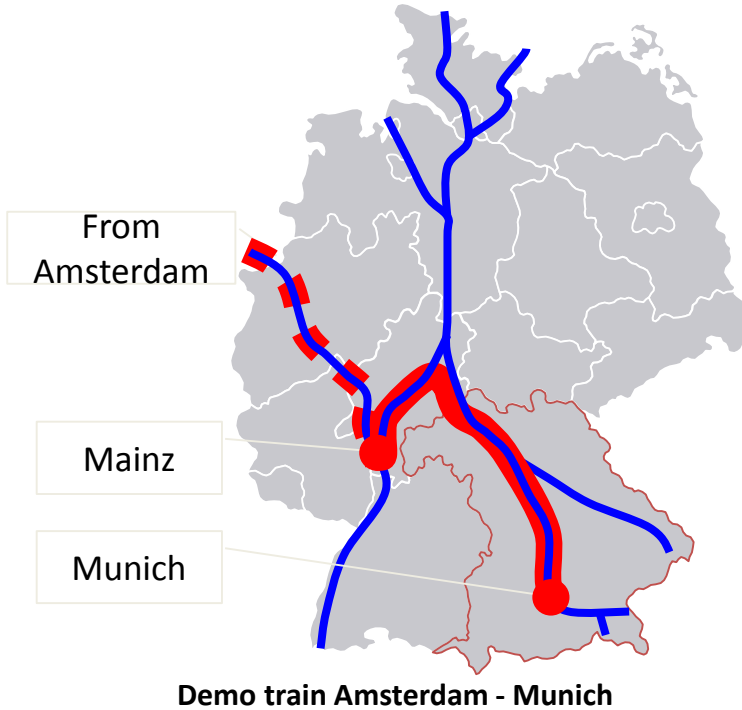 From
Amsterdam
Mainz
Munich
Demo train Amsterdam - Munich